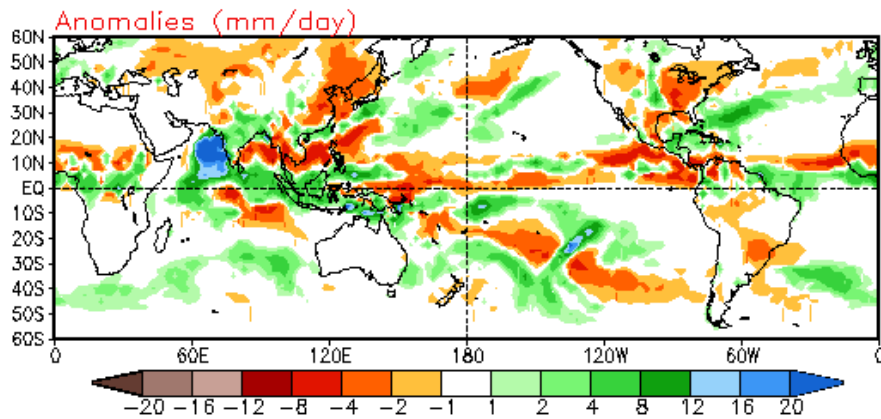 Anomalies (mm/day)
60N
50N
40N
30N
20N
10N
EQ
10S
20S
30S
40S
50S
60S
0 60E 120E 180 120W 60W 0
-20 -16 -12 -8 -4 -2 -1 1 2 4 8 12 16 20